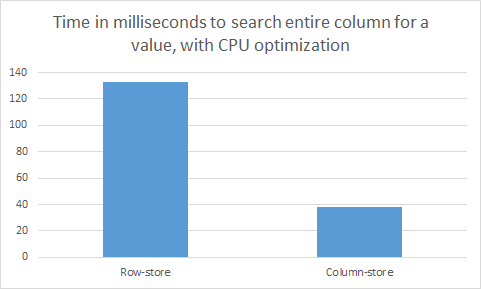 Time in milliseconds to search entire column for a
value, with CPU optimization
140
120
100
80
60
40
20
0
Row-store Column-store